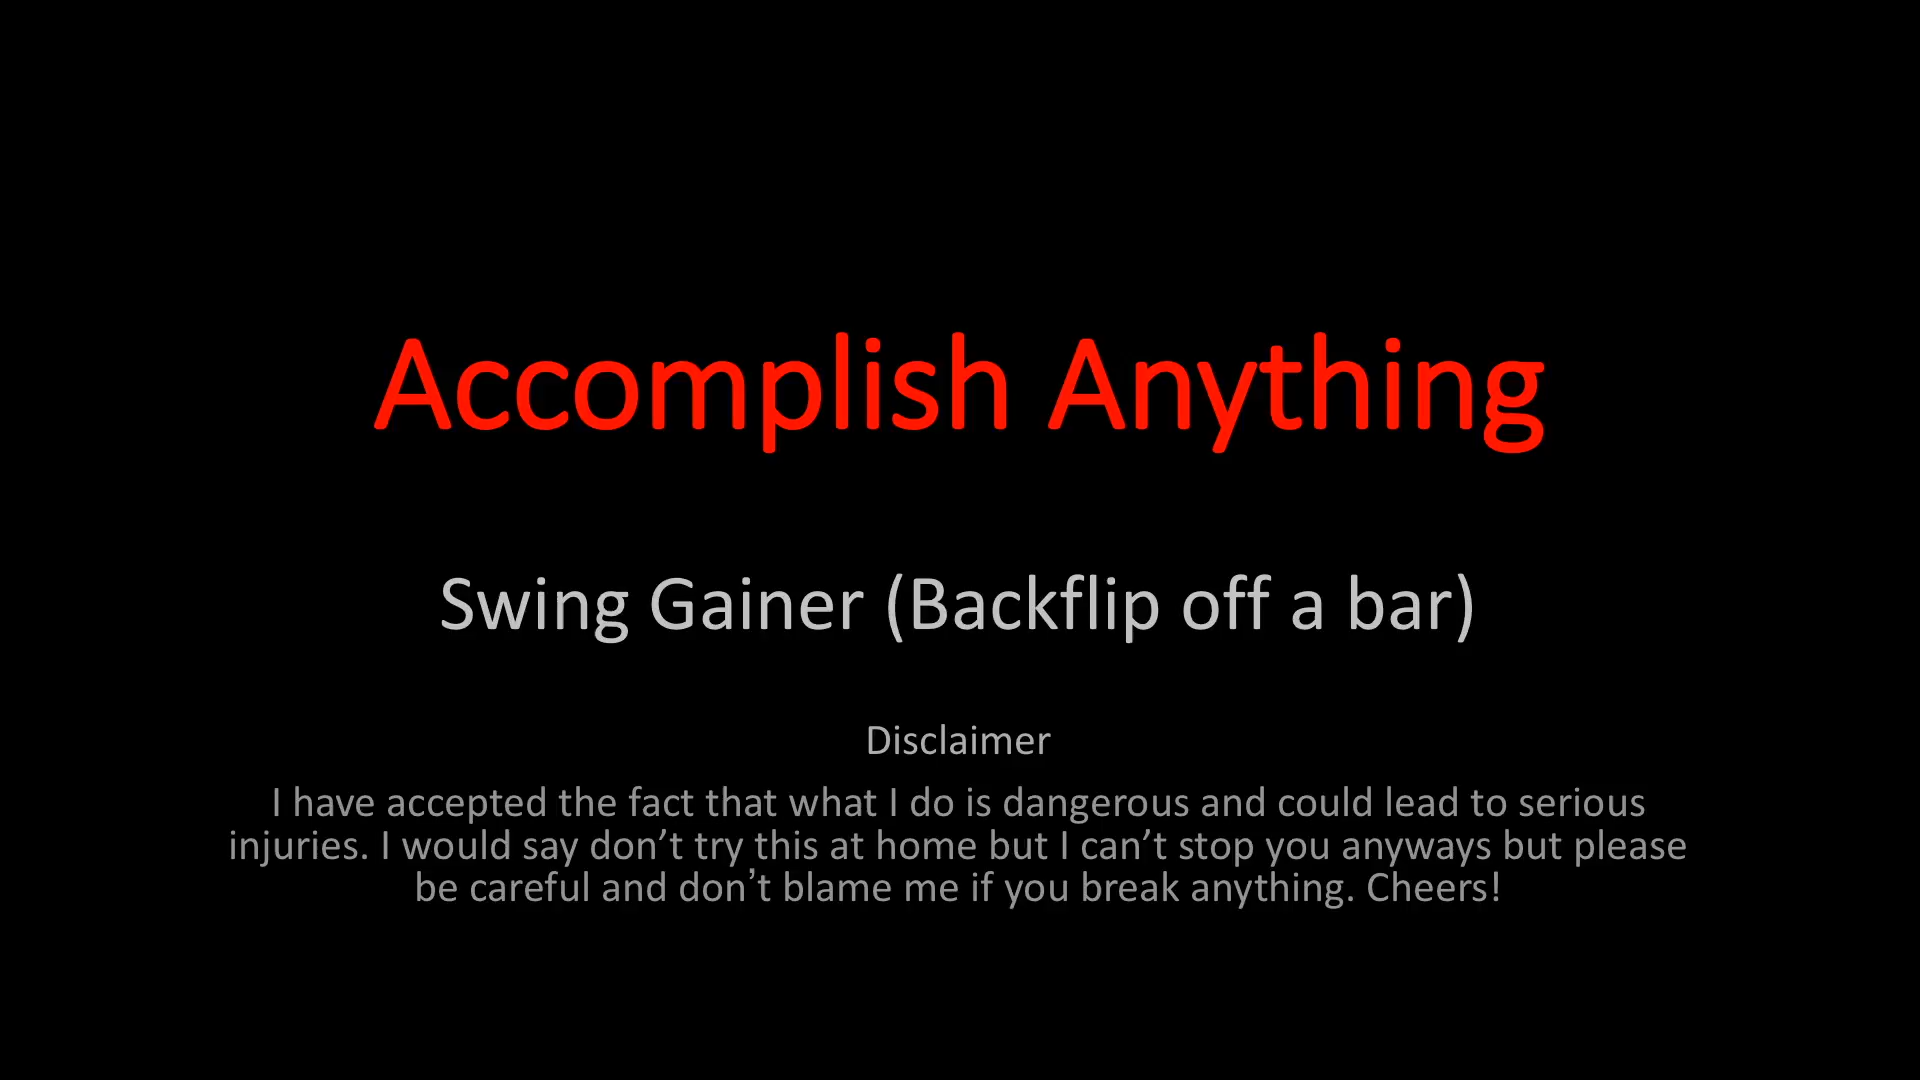 Accomplish Anything
Swing Gainer (Backflip off a bar)
Disclaimer
I have accepted the fact that what I do is dangerous and could lead to serious
injuries. I would say don’t try this at home but I can’t stop you anyways but please
be careful and don’t blame me if you break anything. Cheers!